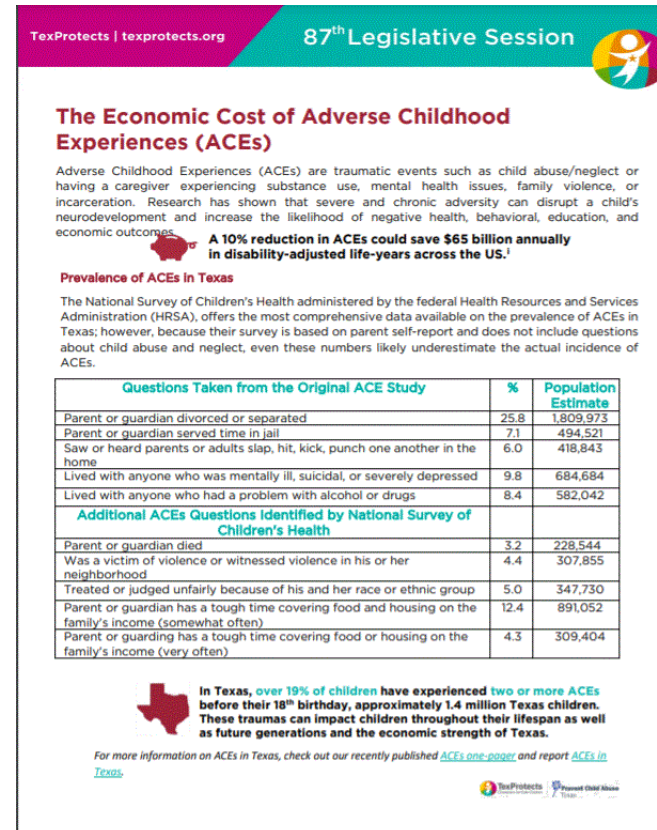 TexProtects | texprotects.org
87th Legislative Session
The Economic Cost of Adverse Childhood
Experiences (ACEs)
Adverse Childhood Experiences (ACEs) are traumatic events such as child abuse/neglect or
having a caregiver experiencing substance use, mental health issues, family violence, or
incarceration. Research has shown that severe and chronic adversity can disrupt a child's
neurodevelopment and increase the likelihood of negative health, behavioral, education, and
economic outcomes.
A 10% reduction in ACEs could save $65 billion annually
in disability-adjusted life-years across the US.i
Prevalence of ACEs in Texas
The National Survey of Children's Health administered by the federal Health Resources and Services
Administration (HRSA), offers the most comprehensive data available on the prevalence of ACEs in
Texas; however, because their survey is based on parent self-report and does not include questions
about child abuse and neglect, even these numbers likely underestimate the actual incidence of
ACEs.
Questions Taken from the Original ACE Study % Population
Estimate
Parent or guardian divorced or separated 25.8 1,809,973
Parent or guardian served time in jail 7.1 494,521
Saw or heard parents or adults slap, hit, kick, punch one another in the 6.0 418,843
home
Lived with anyone who was mentally ill, suicidal, or severely depressed 9.8 684,684
Lived with anyone who had a problem with alcohol or drugs 8.4 582,042
Additional ACEs Questions Identified by National Survey of
Children's Health
Parent or guardian died 3.2 228,544
Was a victim of violence or witnessed violence in his or her 4.4 307,855
neighborhood
Treated or judged unfairly because of his and her race or ethnic group 5.0 347,730
Parent or guardian has a tough time covering food and housing on the 12.4 891,052
family's income (somewhat often)
Parent or guarding has a tough time covering food or housing on the 4.3 309,404
family's income (very often)
In Texas, over 19% of children have experienced two or more ACEs
before their 18th birthday, approximately 1.4 million Texas children.
These traumas can impact children throughout their lifespan as well
as future generations and the economic strength of Texas.
For more information on ACEs in Texas, check out our recently published ACEs one-pager and report ACEs in
Texas.
TexProtects
Prevent Child Abuse
Texas